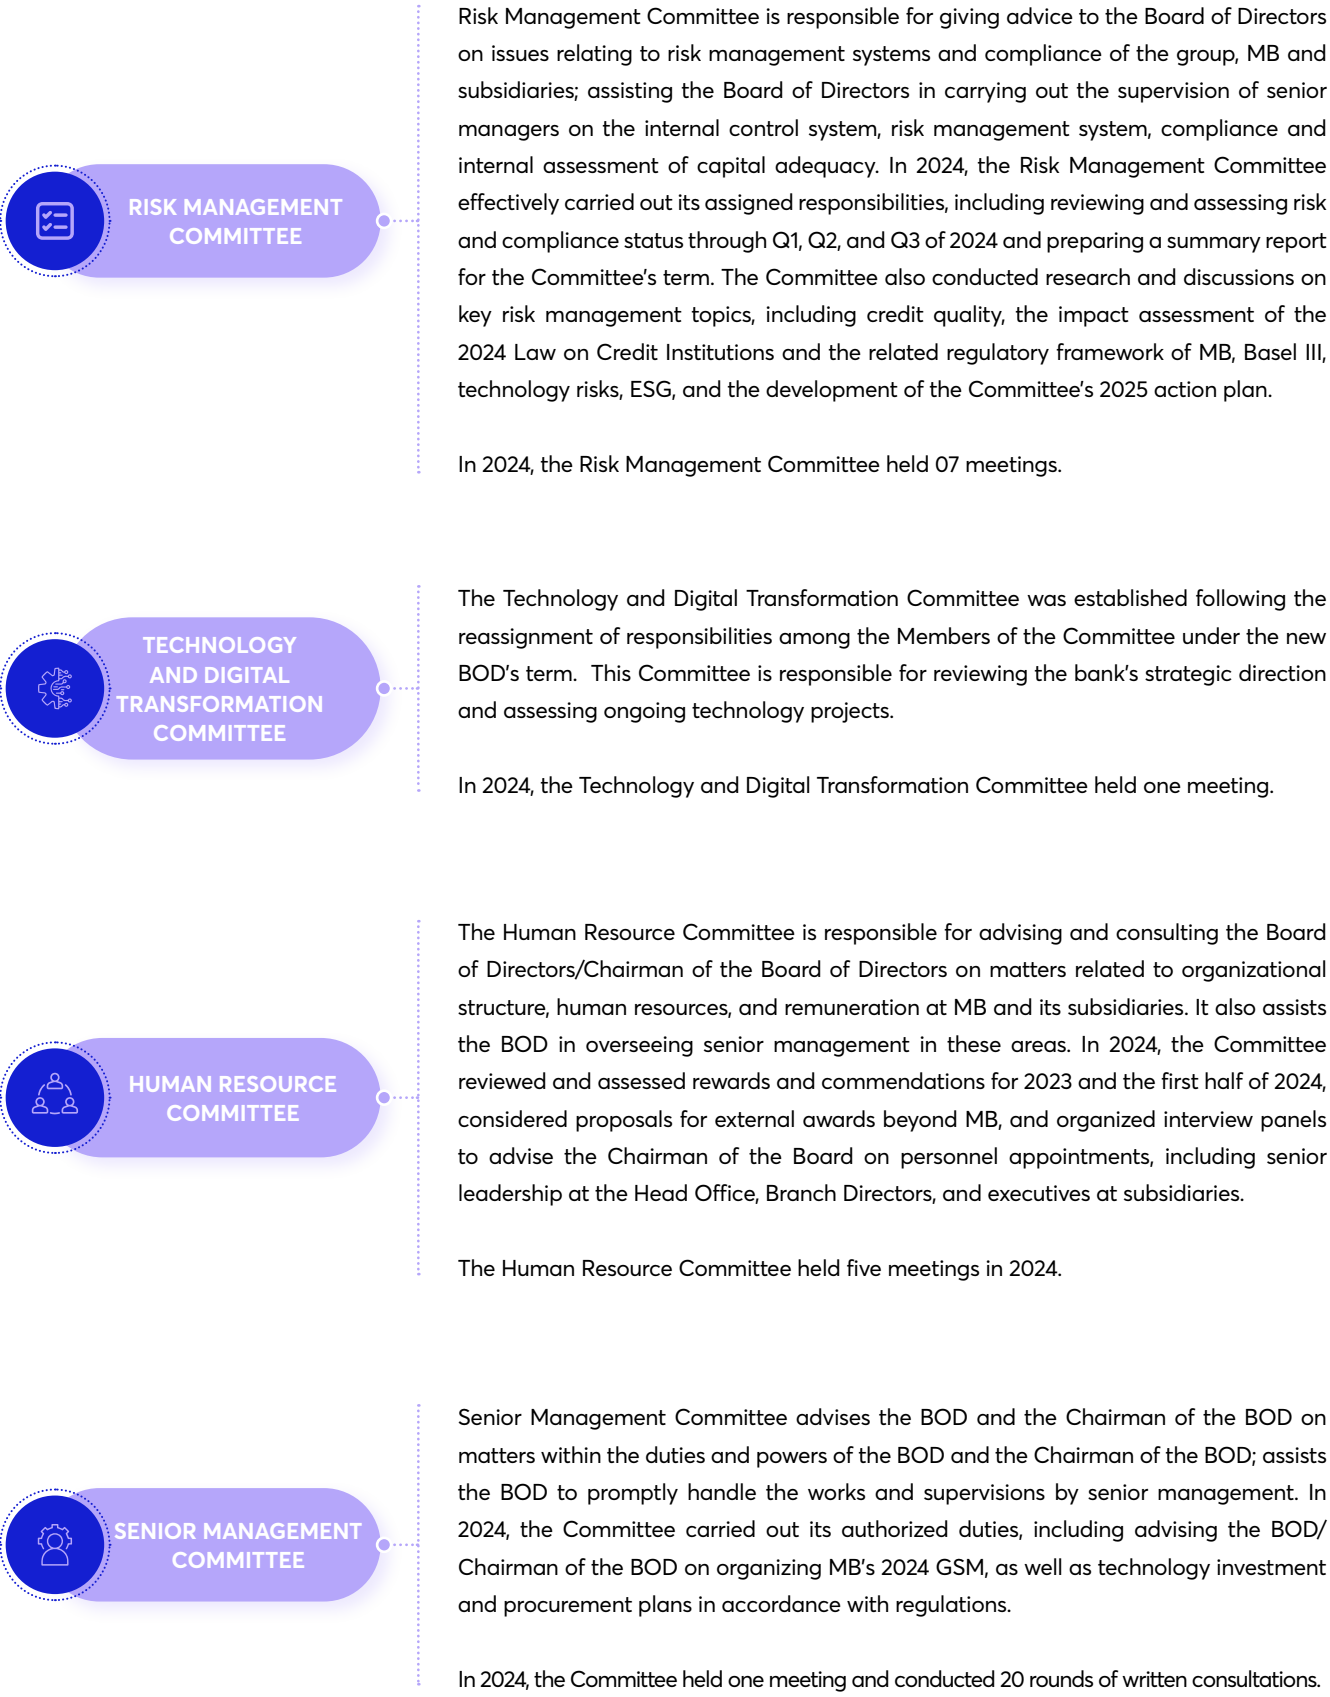 RISK MANAGEMENT
COMMITTEE
Risk Management Committee is responsible for giving advice to the Board of Directors
on issues relating to risk management systems and compliance of the group, MB and
subsidiaries; assisting the Board of Directors in carrying out the supervision of senior
managers on the internal control system, risk management system, compliance and
internal assessment of capital adequacy. In 2024, the Risk Management Committee
effectively carried out its assigned responsibilities, including reviewing and assessing risk
and compliance status through Q1, Q2, and Q3 of 2024 and preparing a summary report
for the Committee’s term. The Committee also conducted research and discussions on
key risk management topics, including credit quality, the impact assessment of the
2024 Law on Credit Institutions and the related regulatory framework of MB, Basel III,
technology risks, ESG, and the development of the Committee’s 2025 action plan.
In 2024, the Risk Management Committee held 07 meetings.
TECHNOLOGY
AND DIGITAL
TRANSFORMATION
COMMITTEE
The Technology and Digital Transformation Committee was established following the
reassignment of responsibilities among the Members of the Committee under the new
BOD’s term.  This Committee is responsible for reviewing the bank’s strategic direction
and assessing ongoing technology projects.
In 2024, the Technology and Digital Transformation Committee held one meeting.
HUMAN RESOURCE
COMMITTEE
The Human Resource Committee is responsible for advising and consulting the Board
of Directors/Chairman of the Board of Directors on matters related to organizational
structure, human resources, and remuneration at MB and its subsidiaries. It also assists
the BOD in overseeing senior management in these areas. In 2024, the Committee
reviewed and assessed rewards and commendations for 2023 and the first half of 2024,
considered proposals for external awards beyond MB, and organized interview panels
to advise the Chairman of the Board on personnel appointments, including senior
leadership at the Head Office, Branch Directors, and executives at subsidiaries.
The Human Resource Committee held five meetings in 2024.
SENIOR MANAGEMENT
COMMITTEE
Senior Management Committee advises the BOD and the Chairman of the BOD on
matters within the duties and powers of the BOD and the Chairman of the BOD; assists
the BOD to promptly handle the works and supervisions by senior management. In
2024, the Committee carried out its authorized duties, including advising the BOD/
Chairman of the BOD on organizing MB’s 2024 GSM, as well as technology investment
and procurement plans in accordance with regulations.
In 2024, the Committee held one meeting and conducted 20 rounds of written consultations.